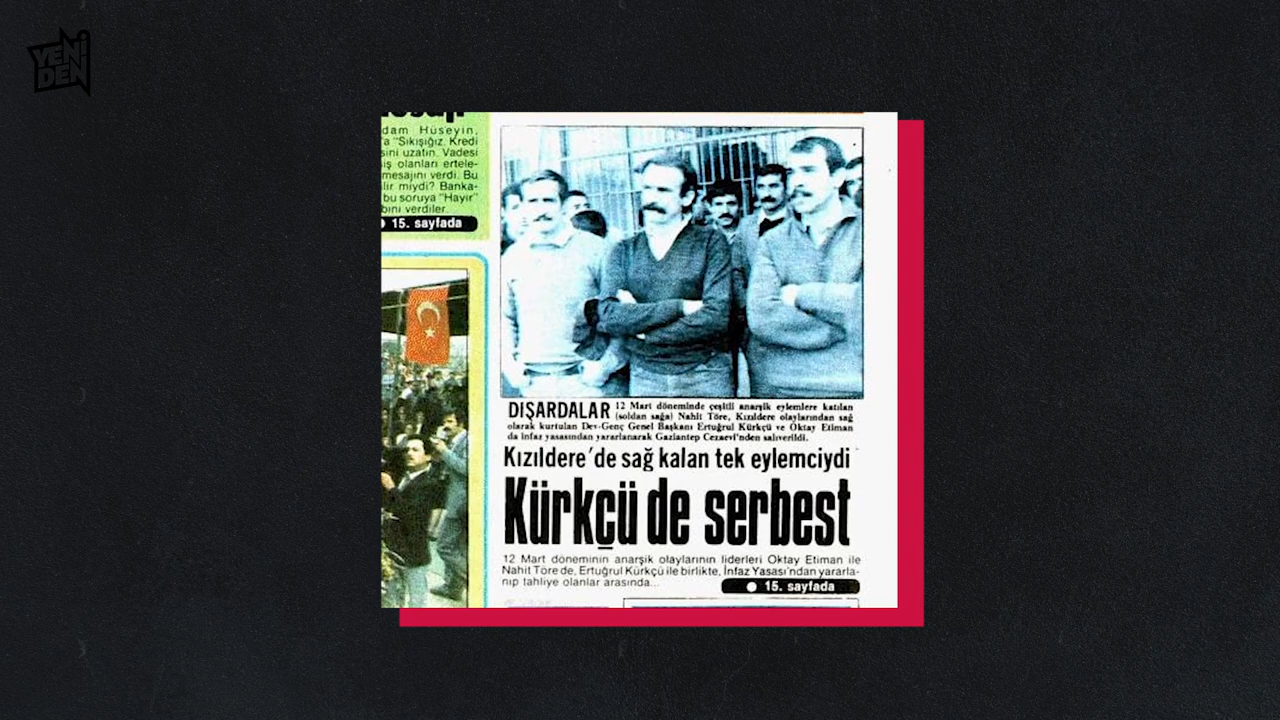 YENİ
DEN
dam Hüseyin,
'a "Sıkışığız. Kredi
sini uzatın. Vadesi
iş olanları ertele-
mesajını verdi. Bu
lir miydi? Banka-
bu soruya "Hayır"
bını verdiler.
15. sayfada
DIŞARDALAR 12 Mart döneminde çeşitli anarşik eylemlere katılan
(soldan sağa) Nahit Töre, Kızıldere olaylarından sağ
olarak kurtulan Dev-Genç Genel Başkanı Ertuğrul Kürkçü ve Oktay Etiman
da infaz yasasından yararlanarak Gaziantep Cezaevi'nden salıverildi.
Kızıldere'de sağ kalan tek eylemciydi
Kürkçü de serbest
12 Mart döneminin anarşik olaylarının liderleri Oktay Etiman ile
Nahit Töre de, Ertuğrul Kürkçü ile birlikte, İnfaz Yasası'ndan yararla-
nıp tahliye olanlar arasında...
15. sayfada